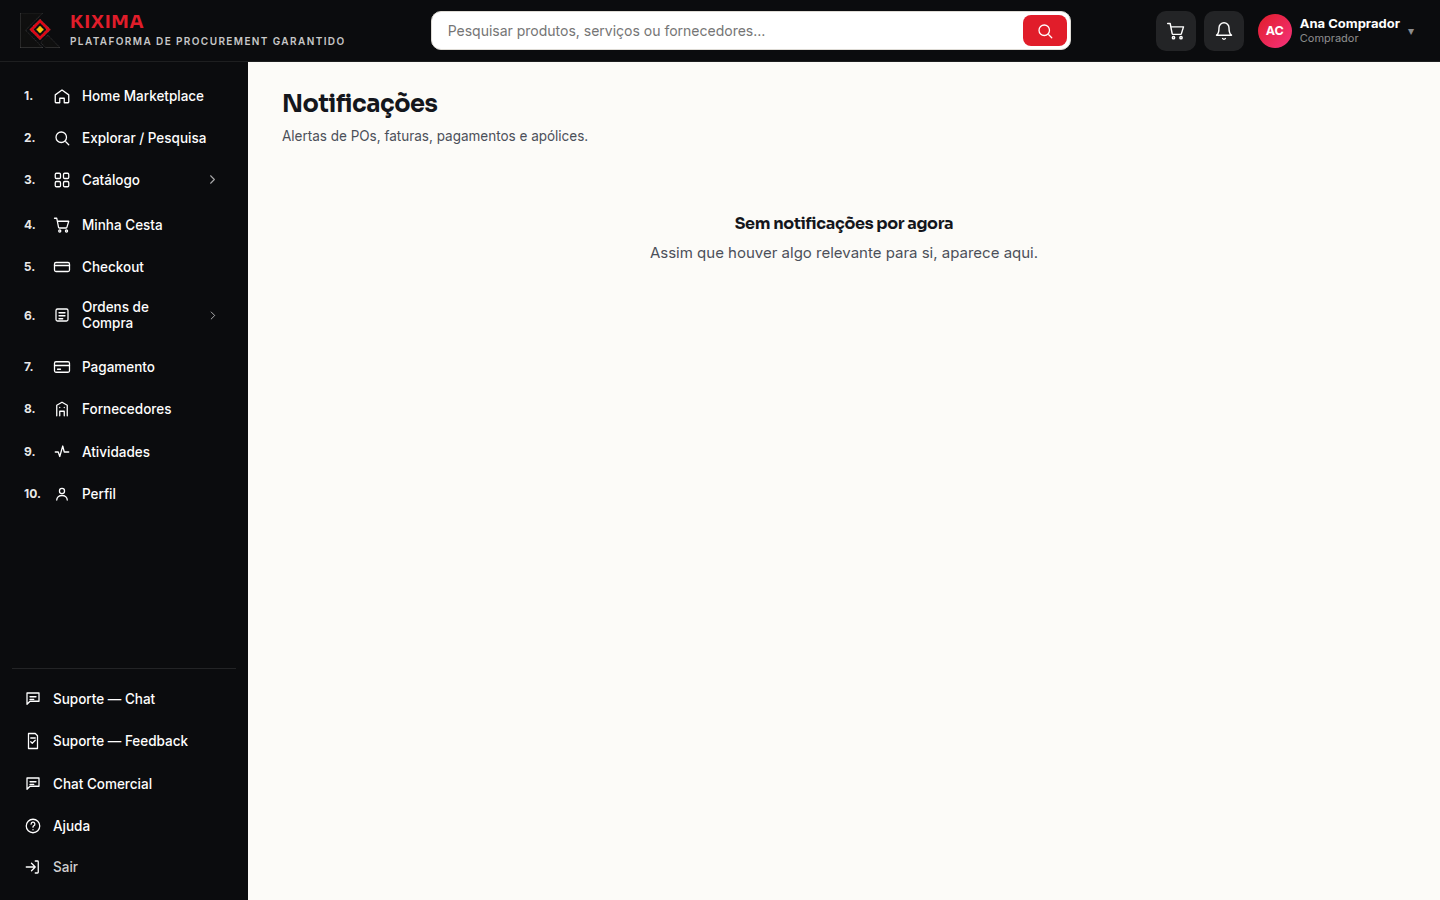 KIXIMA
PLATAFORMA DE PROCUREMENT GARANTIDO
Pesquisar produtos, serviços ou fornecedores...
AC
Ana Comprador
Comprador
1. Home Marketplace
2. Explorar / Pesquisa
3. Catálogo
4. Minha Cesta
5. Checkout
6. Ordens de
Compra
7. Pagamento
8. Fornecedores
9. Atividades
10. Perfil
Suporte — Chat
Suporte — Feedback
Chat Comercial
Ajuda
Sair
Notificações
Alertas de POs, faturas, pagamentos e apólices.
Sem notificações por agora
Assim que houver algo relevante para si, aparece aqui.